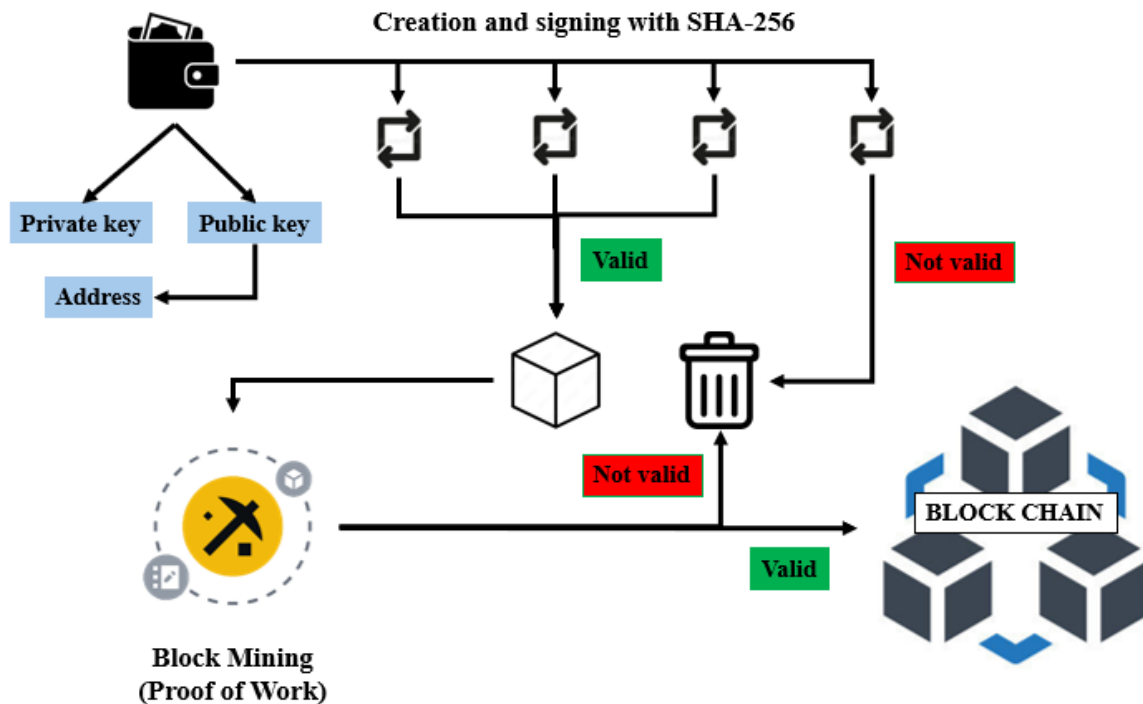 Creation and signing with SHA-256
Private key
Public key
Address
Valid
Not valid
Not valid
BLOCK CHAIN
Valid
Block Mining
(Proof of Work)